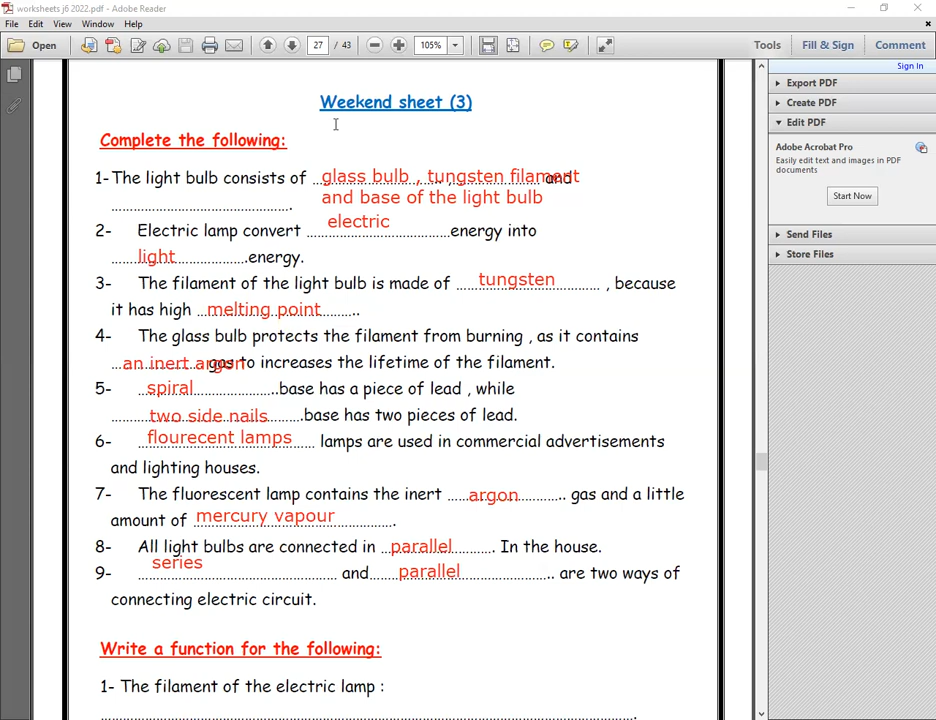 worksheets j6 2022.pdf - Adobe Reader
File Edit View Window Help
Open 27 / 43 105% Tools Fill & Sign Comment
Sign In
Export PDF
Create PDF
Edit PDF
Adobe Acrobat Pro
Easily edit text and images in PDF
documents
Start Now
Send Files
Store Files
Weekend sheet (3)
Complete the following:
1- The light bulb consists of glass bulb , tungsten filament and
and base of the light bulb
2- Electric lamp convert electric energy into
light energy.
3- The filament of the light bulb is made of tungsten , because
it has high melting point
4- The glass bulb protects the filament from burning , as it contains
an inert argon gas to increases the lifetime of the filament.
5- spiral base has a piece of lead , while
two side nails base has two pieces of lead.
6- flourecent lamps lamps are used in commercial advertisements
and lighting houses.
7- The fluorescent lamp contains the inert argon gas and a little
amount of mercury vapour.
8- All light bulbs are connected in parallel. In the house.
9- series and parallel are two ways of
connecting electric circuit.
Write a function for the following:
1- The filament of the electric lamp :